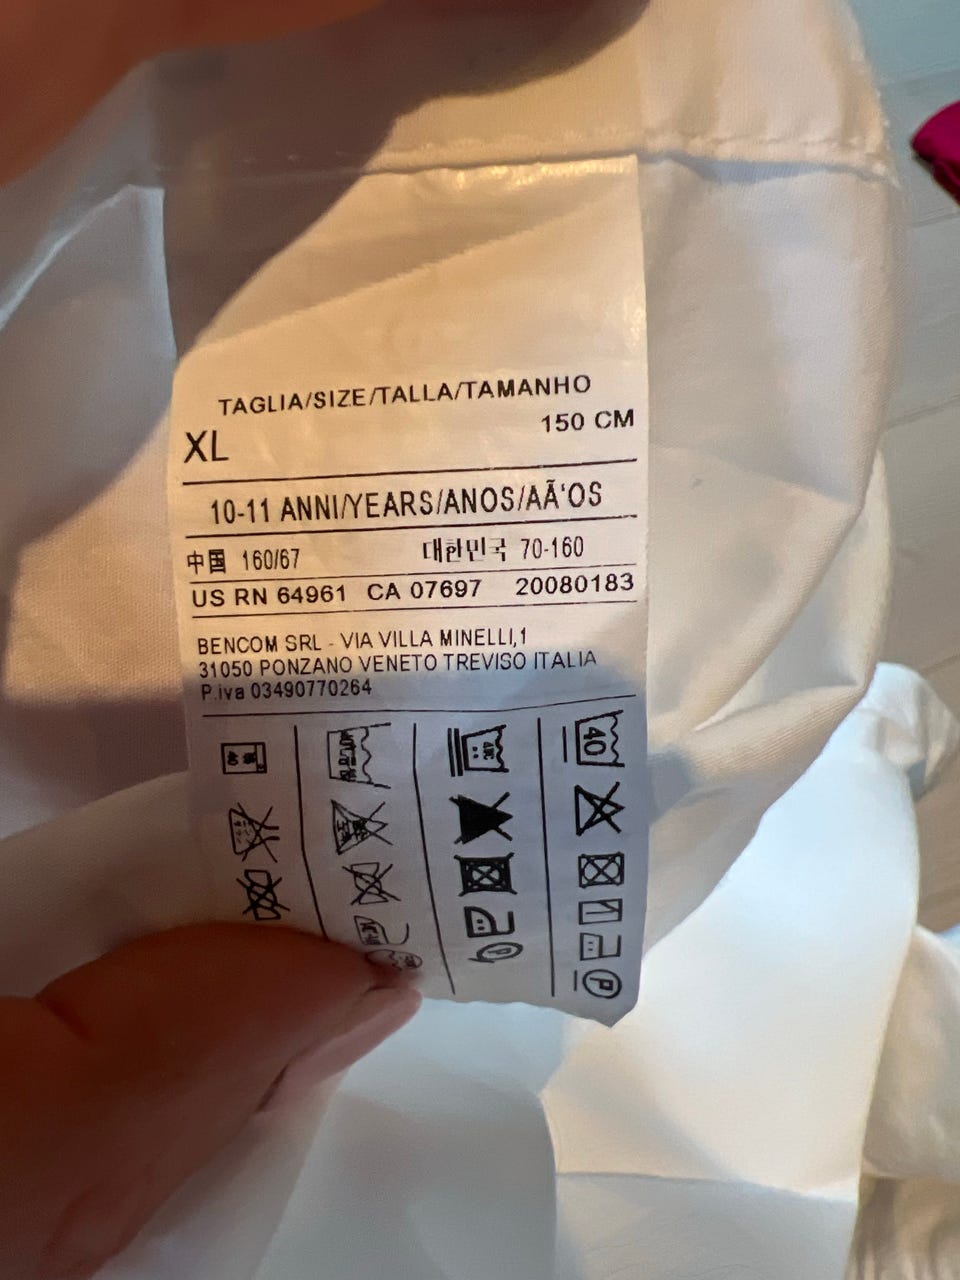 TAGLIA/SIZE/TALLA/TAMANHO
XL 150 CM
10-11 ANNI/YEARS/ANOS/AÃ'OS
中国 160/67 대한민국 70-160
US RN 64961 CA 07697 20080183
BENCOM SRL - VIA VILLA MINELLI,1
31050 PONZANO VENETO TREVISO ITALIA
P.iva 03490770264
40
P